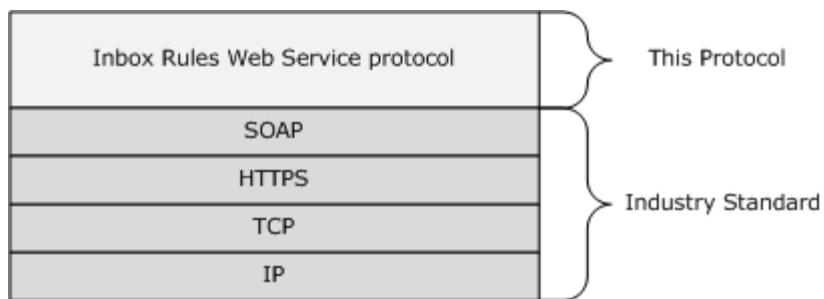 Inbox Rules Web Service protocol
This Protocol
SOAP
HTTPS
Industry Standard
TCP
IP